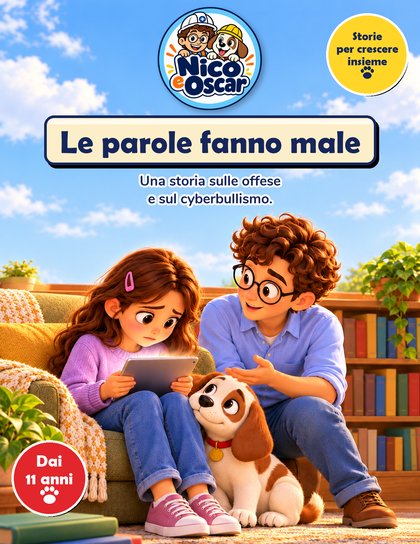 Nico
e Oscar
Storie
per crescere
insieme
Le parole fanno male
Una storia sulle offese
e sul cyberbullismo.
Dai
11 anni